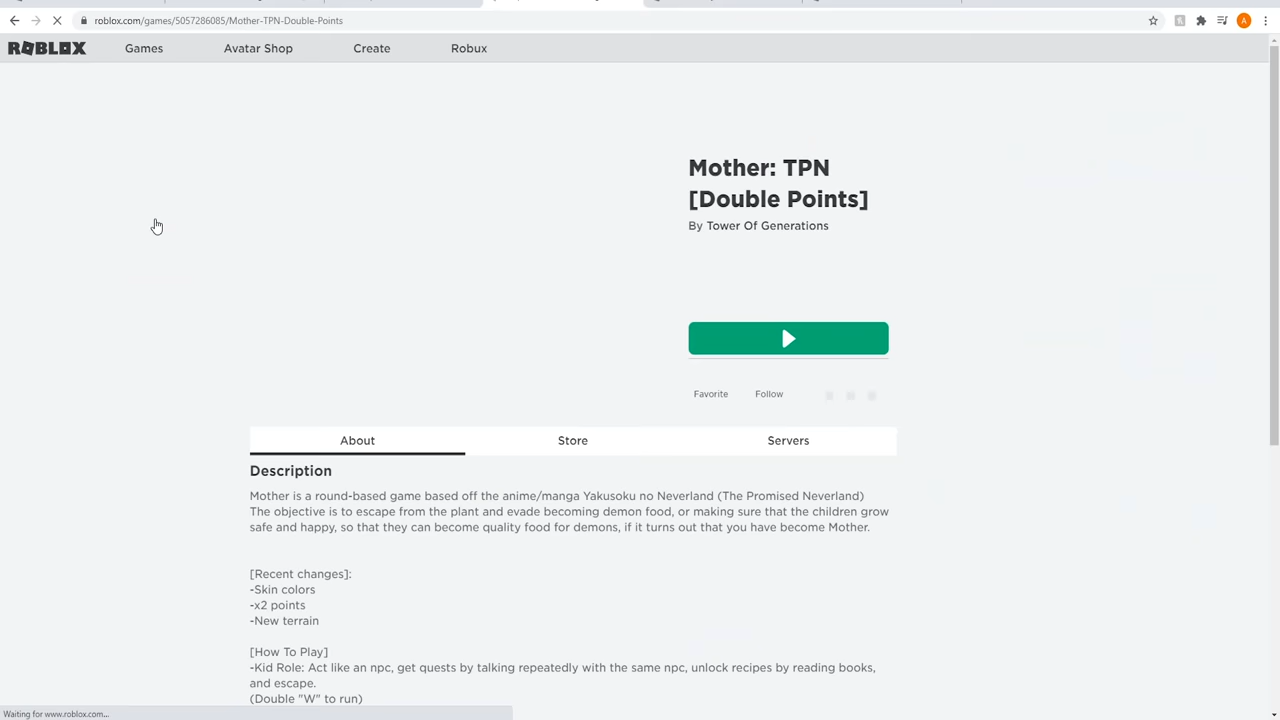 roblox.com/games/5057286085/Mother-TPN-Double-Points
A
ROBLOX
Games
Avatar Shop
Create
Robux
Mother: TPN
[Double Points]
By Tower Of Generations
Favorite
Follow
About
Store
Servers
Description
Mother is a round-based game based off the anime/manga Yakusoku no Neverland (The Promised Neverland)
The objective is to escape from the plant and evade becoming demon food, or making sure that the children grow
safe and happy, so that they can become quality food for demons, if it turns out that you have become Mother.
[Recent changes]:
-Skin colors
-x2 points
-New terrain
[How To Play]
-Kid Role: Act like an npc, get quests by talking repeatedly with the same npc, unlock recipes by reading books,
and escape.
(Double "W" to run)
Waiting for www.roblox.com...